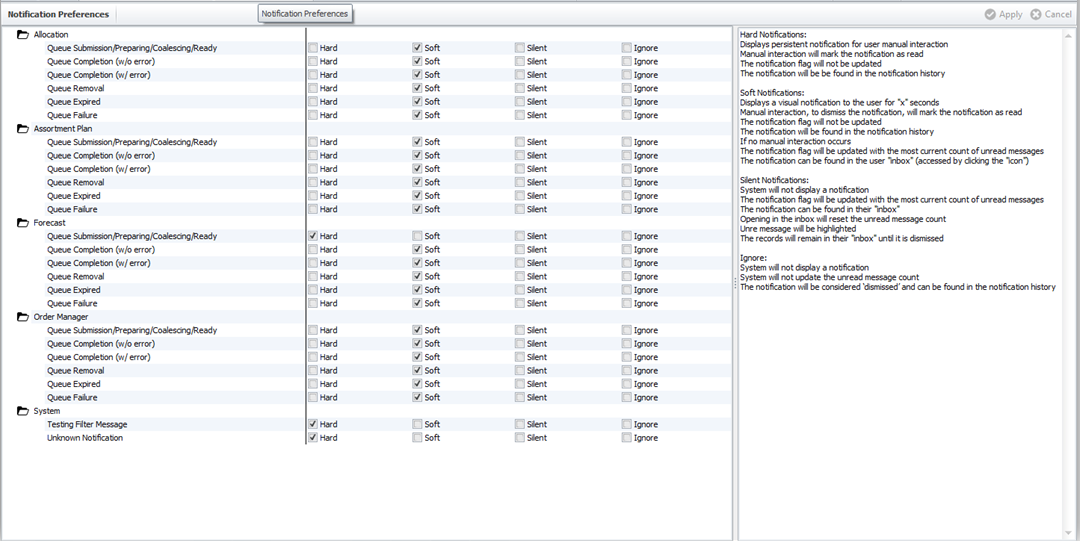 Notification Preferences
Notification Preferences
Apply Cancel
Allocation
Queue Submission/Preparing/Coalescing/Ready Hard Soft Silent Ignore
Queue Completion (w/o error) Hard Soft Silent Ignore
Queue Completion (w/ error) Hard Soft Silent Ignore
Queue Removal Hard Soft Silent Ignore
Queue Expired Hard Soft Silent Ignore
Queue Failure Hard Soft Silent Ignore
Assortment Plan
Queue Submission/Preparing/Coalescing/Ready Hard Soft Silent Ignore
Queue Completion (w/o error) Hard Soft Silent Ignore
Queue Completion (w/ error) Hard Soft Silent Ignore
Queue Removal Hard Soft Silent Ignore
Queue Expired Hard Soft Silent Ignore
Queue Failure Hard Soft Silent Ignore
Forecast
Queue Submission/Preparing/Coalescing/Ready Hard Soft Silent Ignore
Queue Completion (w/o error) Hard Soft Silent Ignore
Queue Completion (w/ error) Hard Soft Silent Ignore
Queue Removal Hard Soft Silent Ignore
Queue Expired Hard Soft Silent Ignore
Queue Failure Hard Soft Silent Ignore
Order Manager
Queue Submission/Preparing/Coalescing/Ready Hard Soft Silent Ignore
Queue Completion (w/o error) Hard Soft Silent Ignore
Queue Completion (w/ error) Hard Soft Silent Ignore
Queue Removal Hard Soft Silent Ignore
Queue Expired Hard Soft Silent Ignore
Queue Failure Hard Soft Silent Ignore
System
Testing Filter Message Hard Soft Silent Ignore
Unknown Notification Hard Soft Silent Ignore
Hard Notifications:
Displays persistent notification for user manual interaction
Manual interaction will mark the notification as read
The notification flag will not be updated
The notification will be be found in the notification history
Soft Notifications:
Displays a visual notification to the user for "x" seconds
Manual interaction, to dismiss the notification, will mark the notification as read
The notification flag will not be updated
The notification will be found in the notification history
If no manual interaction occurs
The notification flag will be updated with the most current count of unread messages
The notification can be found in the user "inbox" (accessed by clicking the "icon")
Silent Notifications:
System will not display a notification
The notification flag will be updated with the most current count of unread messages
The notification can be found in their "inbox"
Opening in the inbox will reset the unread message count
Unre message will be highlighted
The records will remain in their "inbox" until it is dismissed
Ignore:
System will not display a notification
System will not update the unread message count
The notification will be considered 'dismissed' and can be found in the notification history